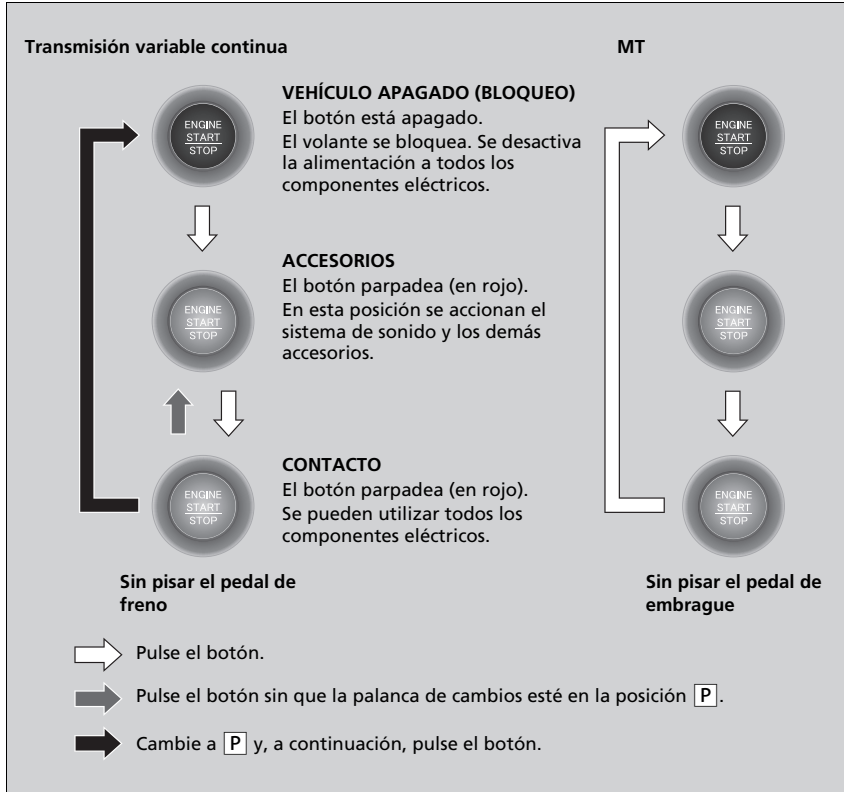 Transmisión variable continua
MT
ENGINE
START
STOP
VEHÍCULO APAGADO (BLOQUEO)
El botón está apagado.
El volante se bloquea. Se desactiva
la alimentación a todos los
componentes eléctricos.
ENGINE
START
STOP
ENGINE
START
STOP
ACCESORIOS
El botón parpadea (en rojo).
En esta posición se accionan el
sistema de sonido y los demás
accesorios.
ENGINE
START
STOP
ENGINE
START
STOP
CONTACTO
El botón parpadea (en rojo).
Se pueden utilizar todos los
componentes eléctricos.
ENGINE
START
STOP
Sin pisar el pedal de
freno
Sin pisar el pedal de
embrague
Pulse el botón.
Pulse el botón sin que la palanca de cambios esté en la posición P.
Cambie a P y, a continuación, pulse el botón.